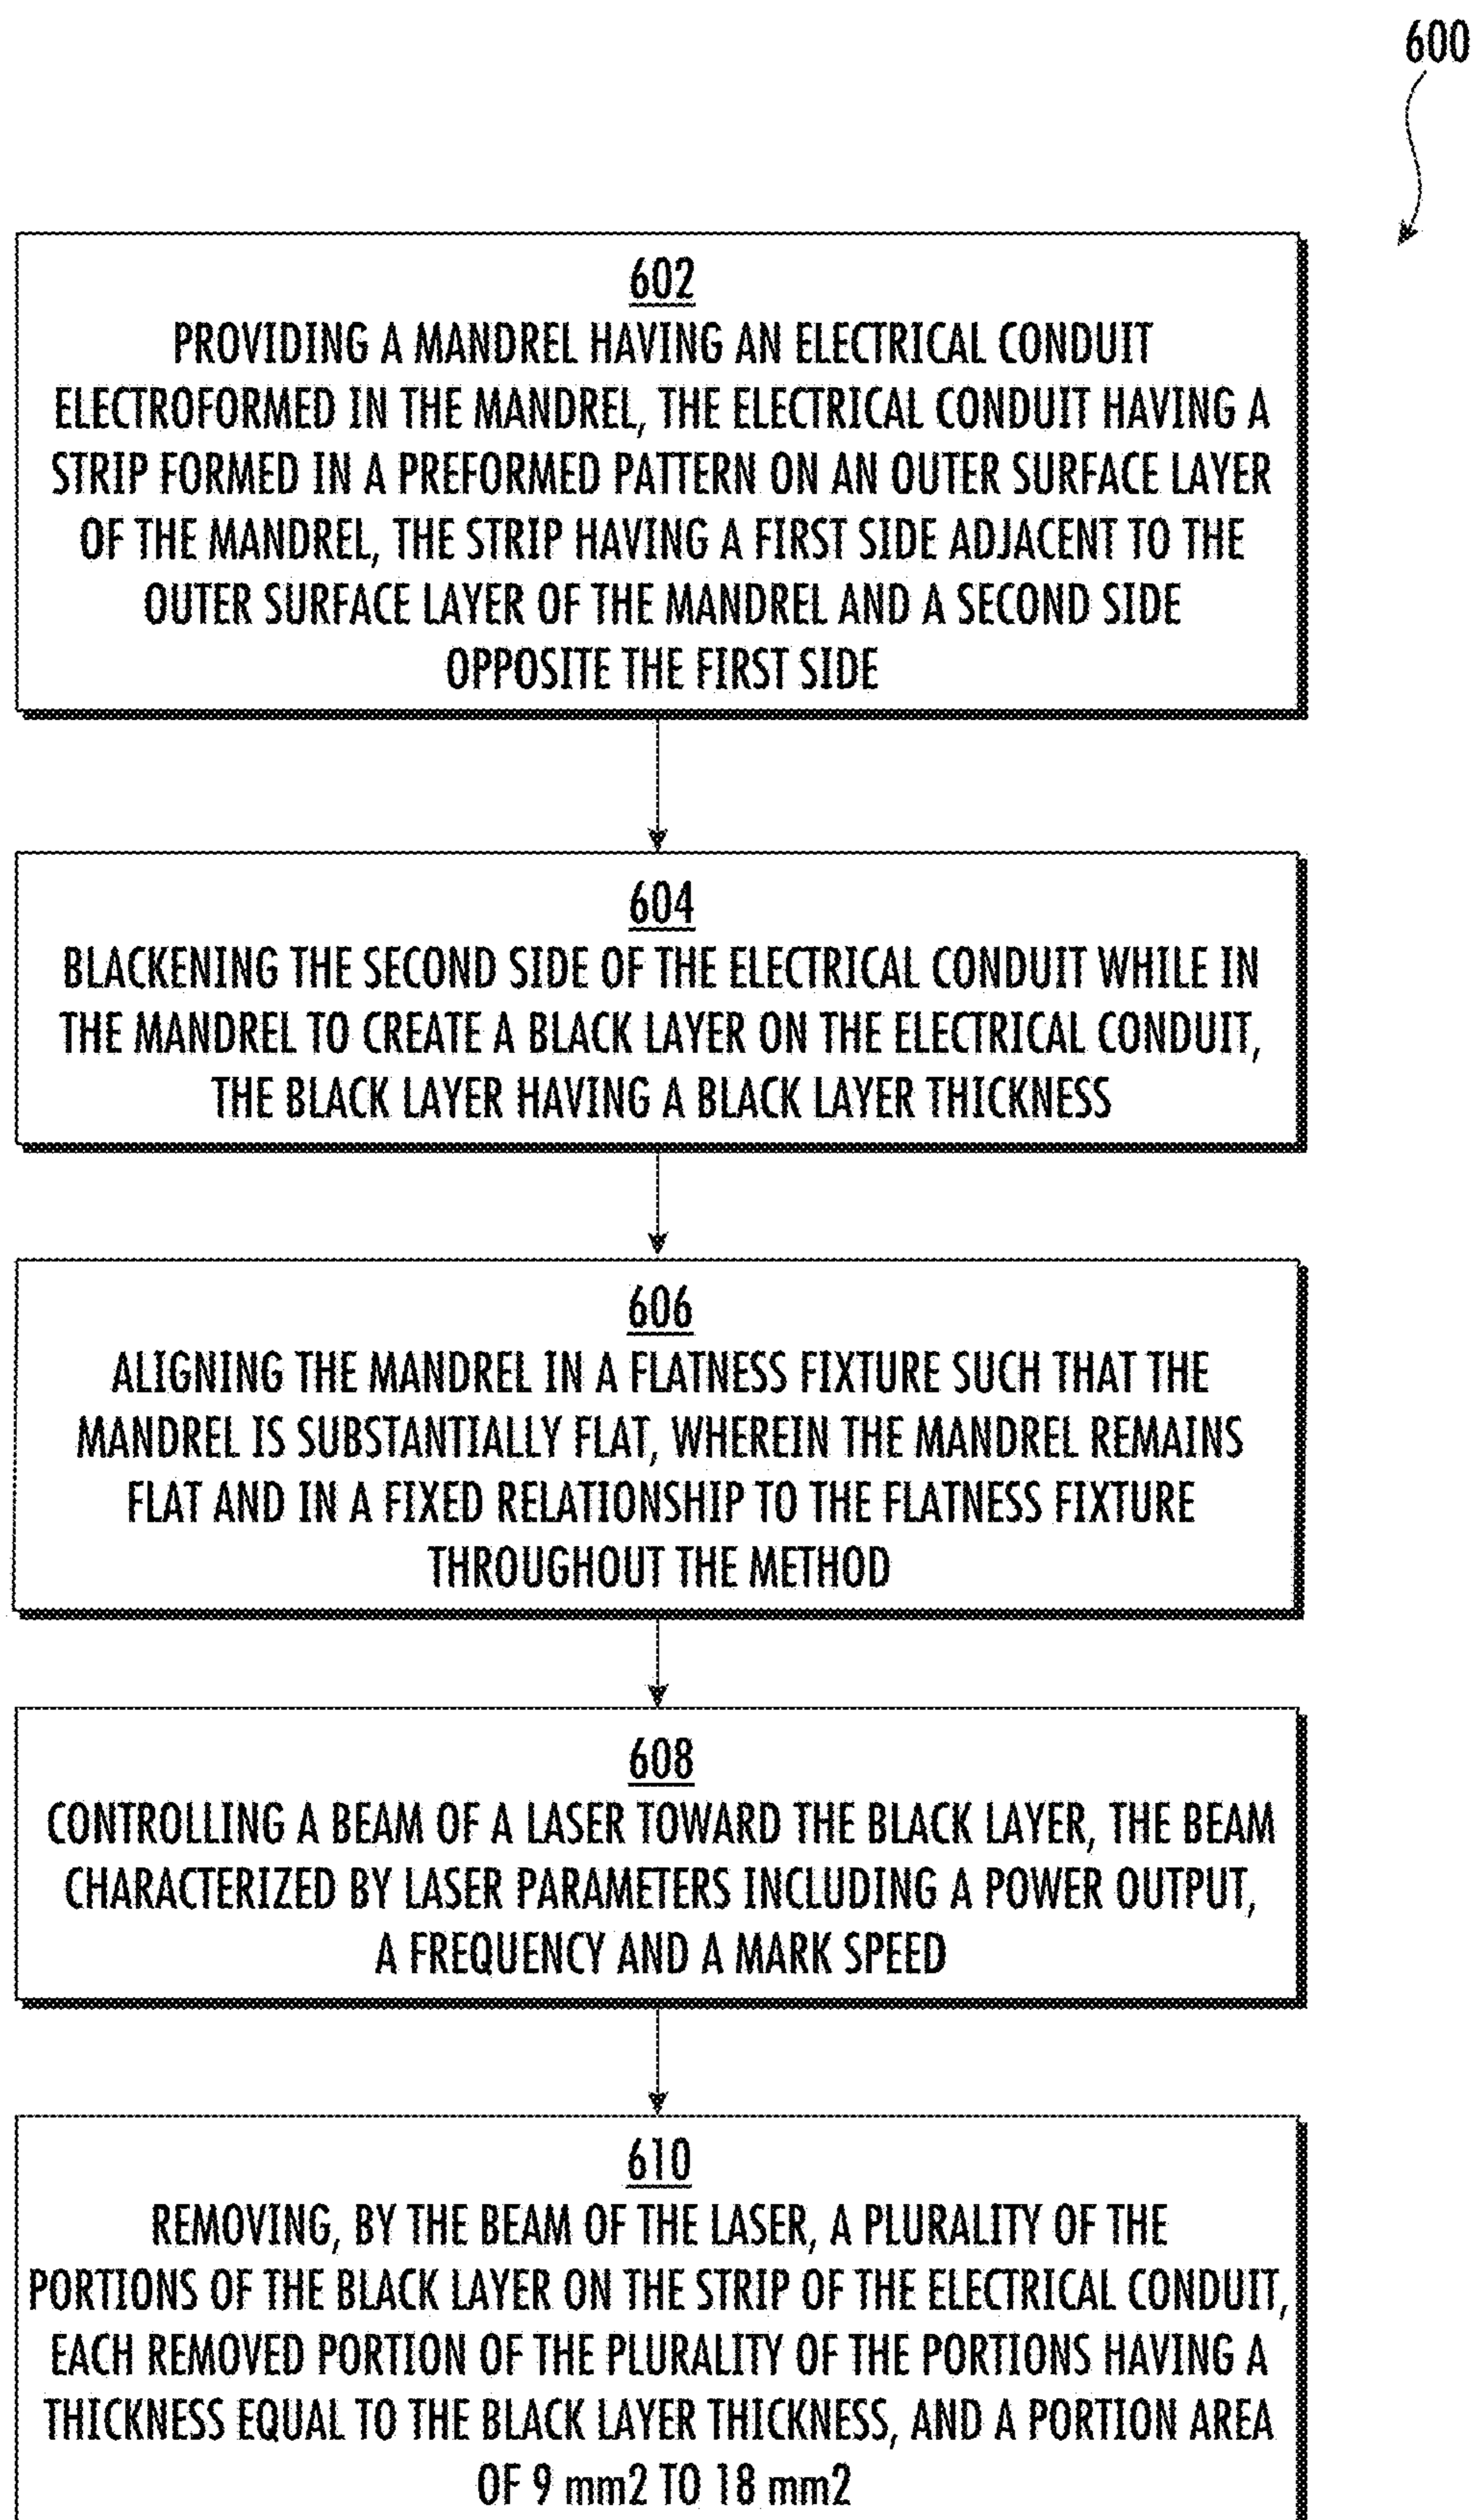 600
602
PROVIDING A MANDREL HAVING AN ELECTRICAL CONDUIT
ELECTROFORMED IN THE MANDREL, THE ELECTRICAL CONDUIT HAVING A
STRIP FORMED IN A PREFORMED PATTERN ON AN OUTER SURFACE LAYER
OF THE MANDREL, THE STRIP HAVING A FIRST SIDE ADJACENT TO THE
OUTER SURFACE LAYER OF THE MANDREL AND A SECOND SIDE
OPPOSITE THE FIRST SIDE
604
BLACKENING THE SECOND SIDE OF THE ELECTRICAL CONDUIT WHILE IN
THE MANDREL TO CREATE A BLACK LAYER ON THE ELECTRICAL CONDUIT,
THE BLACK LAYER HAVING A BLACK LAYER THICKNESS
606
ALIGNING THE MANDREL IN A FLATNESS FIXTURE SUCH THAT THE
MANDREL IS SUBSTANTIALLY FLAT, WHEREIN THE MANDREL REMAINS
FLAT AND IN A FIXED RELATIONSHIP TO THE FLATNESS FIXTURE
THROUGHOUT THE METHOD
608
CONTROLLING A BEAM OF A LASER TOWARD THE BLACK LAYER, THE BEAM
CHARACTERIZED BY LASER PARAMETERS INCLUDING A POWER OUTPUT,
A FREQUENCY AND A MARK SPEED
610
REMOVING, BY THE BEAM OF THE LASER, A PLURALITY OF THE
PORTIONS OF THE BLACK LAYER ON THE STRIP OF THE ELECTRICAL CONDUIT,
EACH REMOVED PORTION OF THE PLURALITY OF THE PORTIONS HAVING A
THICKNESS EQUAL TO THE BLACK LAYER THICKNESS, AND A PORTION AREA
OF 9 mm2 TO 18 mm2